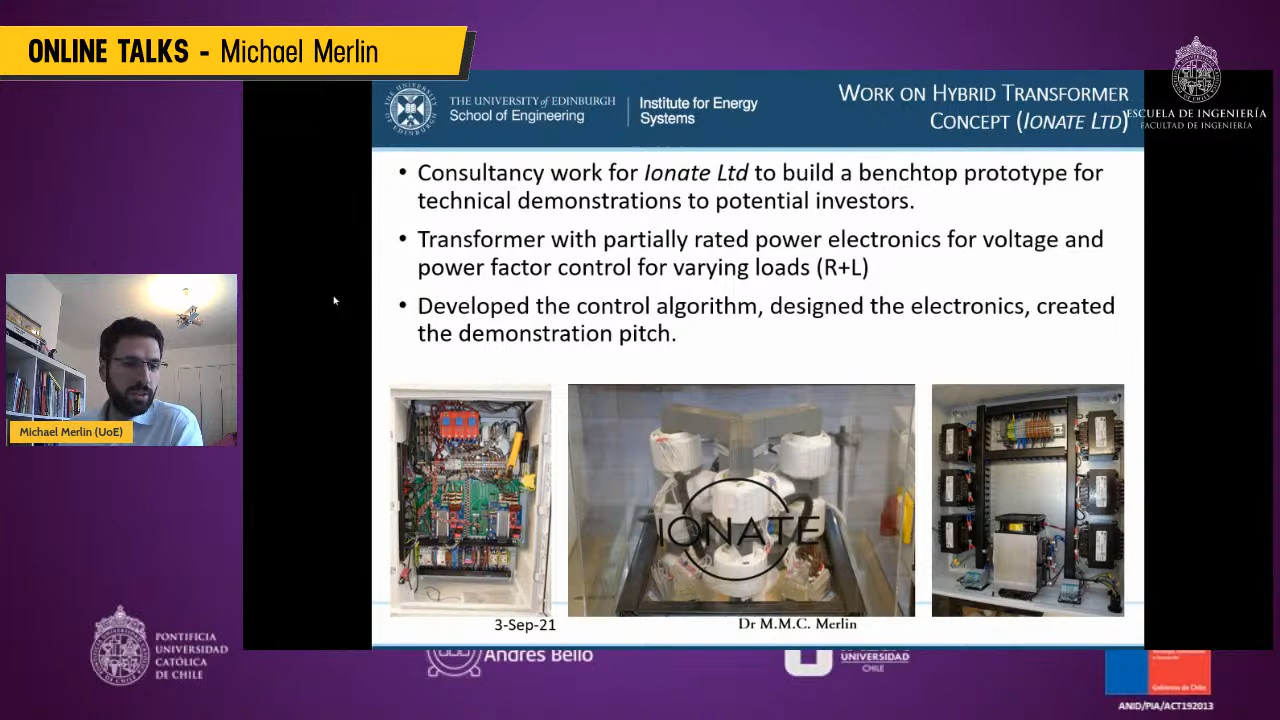 ONLINE TALKS - Michael Merlin
THE UNIVERSITY of EDINBURGH
School of Engineering
Institute for Energy
Systems
WORK ON HYBRID TRANSFORMER
CONCEPT (IONATE LTD)
ESCUELA DE INGENIERÍA
FACULTAD DE INGENIERÍA
• Consultancy work for Ionate Ltd to build a benchtop prototype for
technical demonstrations to potential investors.
• Transformer with partially rated power electronics for voltage and
power factor control for varying loads (R+L)
• Developed the control algorithm, designed the electronics, created
the demonstration pitch.
Michael Merlin (UoE)
IONATE
3-Sep-21
Dr M.M.C. Merlin
PONTIFICIA
UNIVERSIDAD
CATÓLICA
DE CHILE
Andrés Bello
UNIVERSIDAD
CHILE
Gobierno de Chile
ANID/PIA/ACT192013